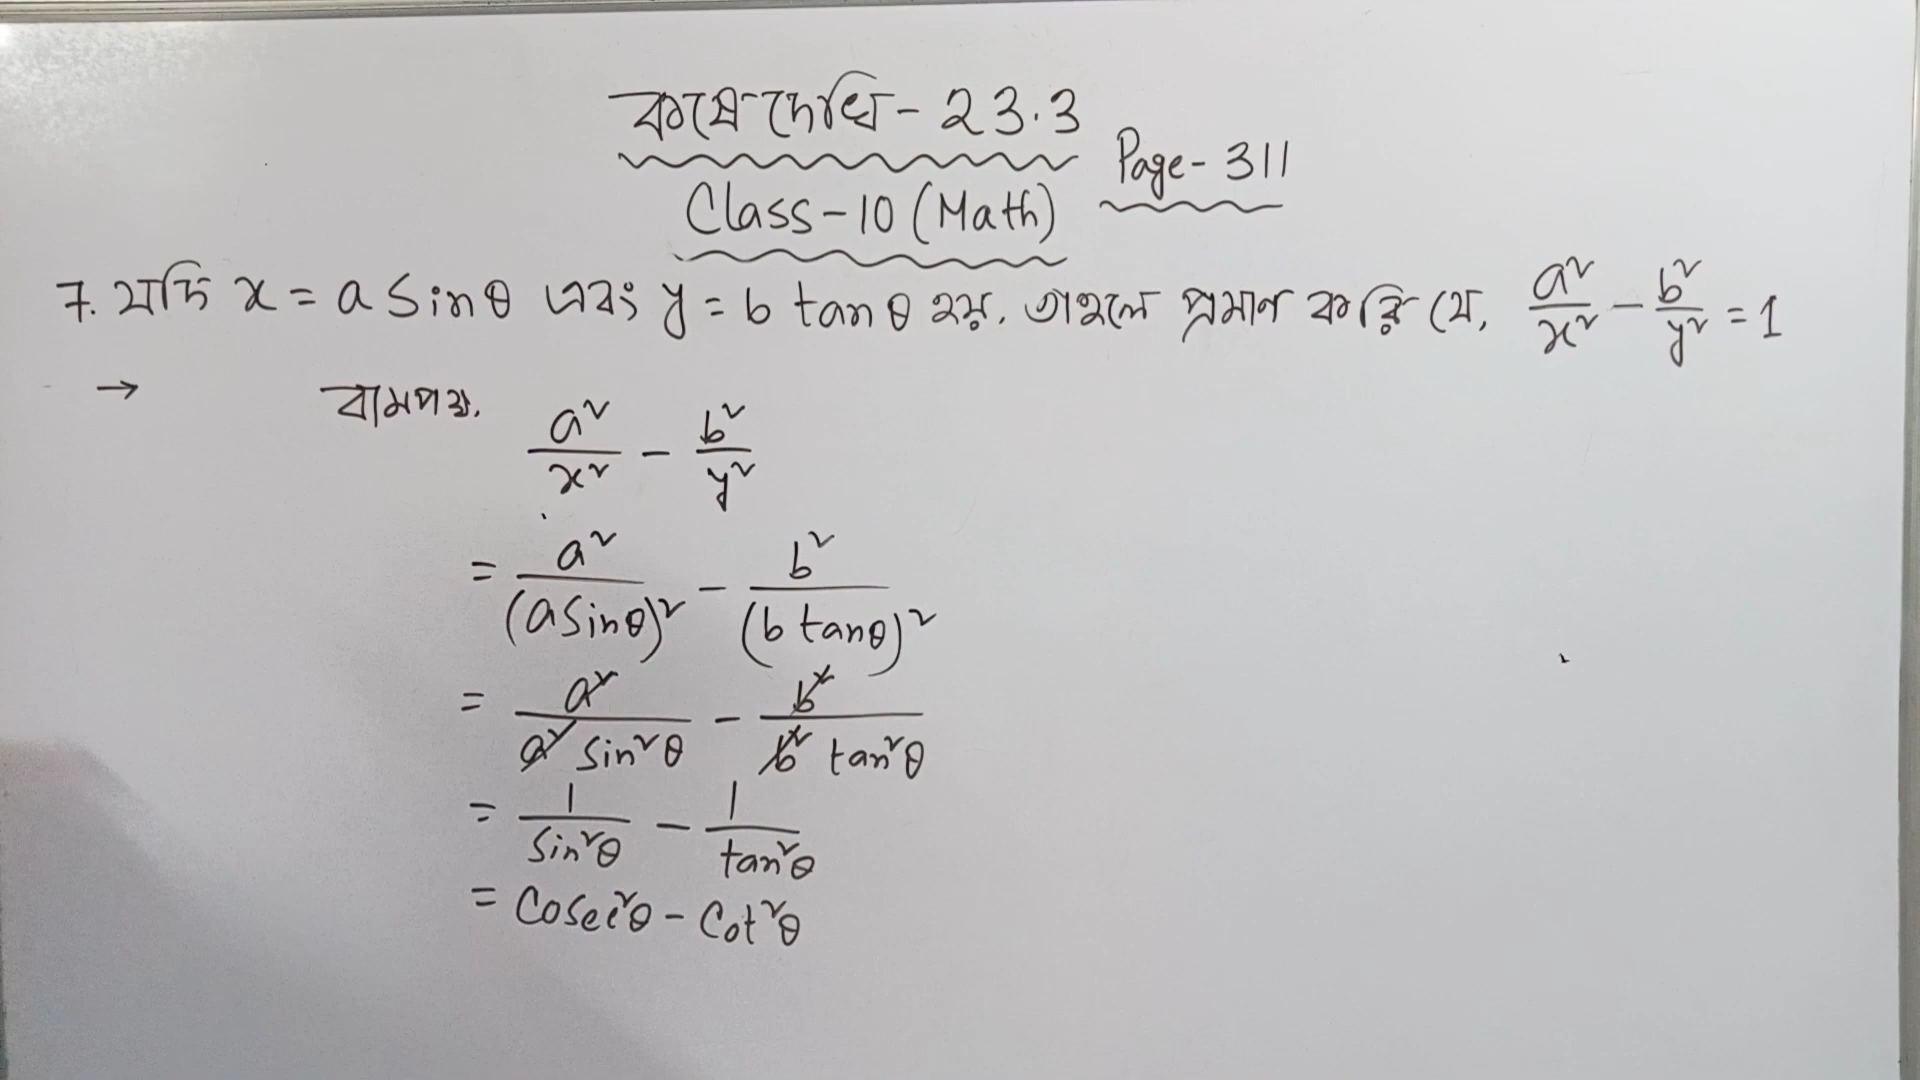 কষে দেখি - 23.3
Page - 311
Class - 10 (Math)
7. যদি x = a sinθ এবং y = b tanθ হয়, তাহলে প্রমাণ করি যে, a²/x² - b²/y² = 1
→ বামপক্ষ,
a²/x² - b²/y²
= a²/(a sinθ)² - b²/(b tanθ)²
= a²/a² sin²θ - b²/b² tan²θ
= 1/sin²θ - 1/tan²θ
= Cosec²θ - Cot²θ